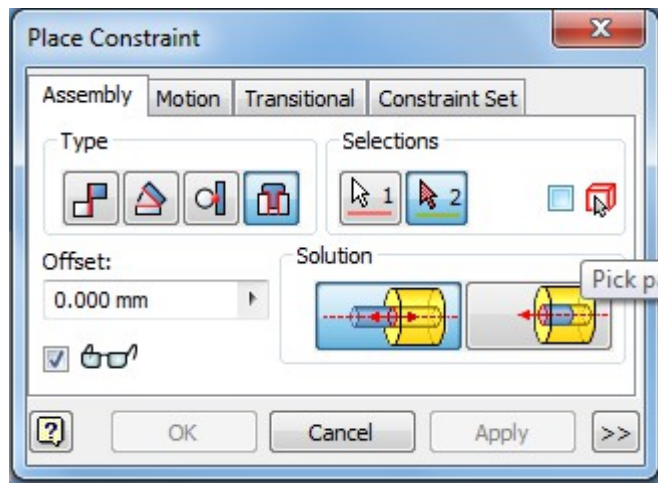 Place Constraint
Assembly Motion Transitional Constraint Set
Type Selections
1 2
Offset: Solution
0.000 mm
Pick pa
? OK Cancel Apply >>